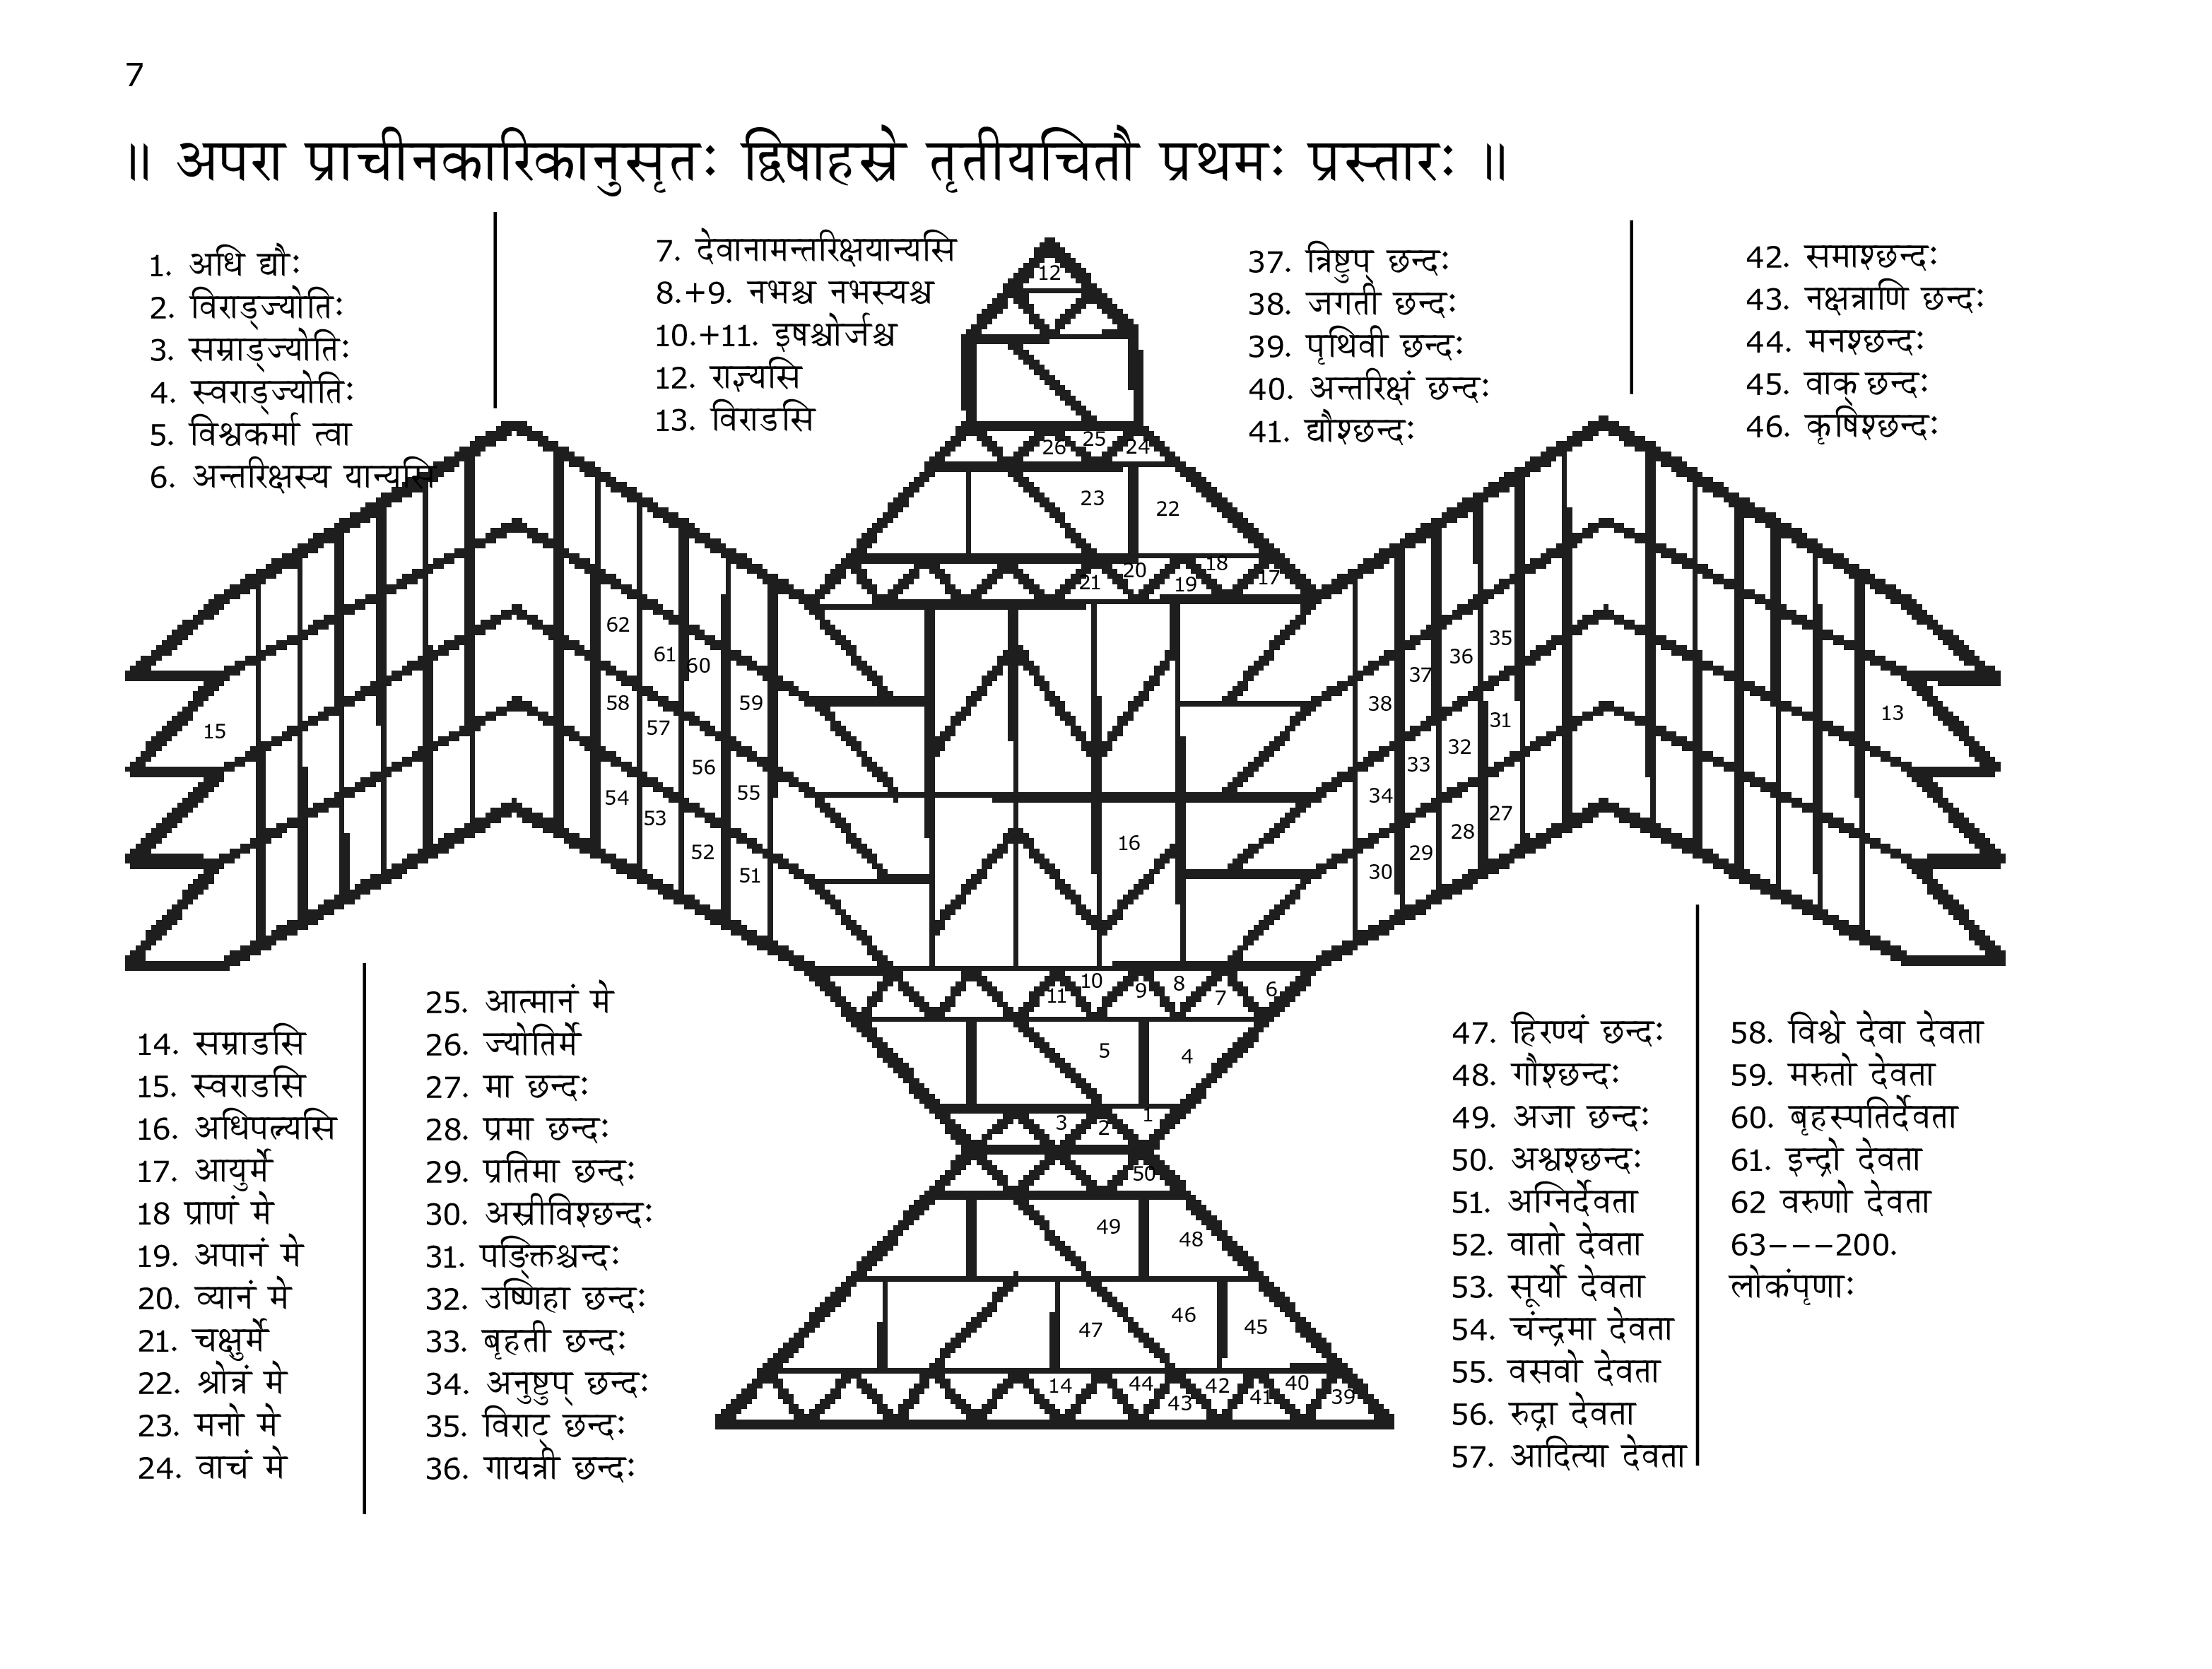 7
॥ अपरा प्राचीनकारिकानुसृतः द्विषाहस्रे तृतीयचितौ प्रथमः प्रस्तारः ॥
1. अधि द्यौः
2. विराड्ज्योतिः
3. सम्राड्ज्योतिः
4. स्वराड्ज्योतिः
5. विश्वकर्मा त्वा
6. अन्तरिक्षस्य यान्यसि
7. देवानामन्तरिक्षयान्यसि
8.+9. नभश्च नभस्यश्च
10.+11. इषश्चोर्जश्च
12. राज्ञ्यसि
13. विराडसि
37. त्रिष्टुप् छन्दः
38. जगती छन्दः
39. पृथिवी छन्दः
40. अन्तरिक्षं छन्दः
41. द्यौश्छन्दः
42. समाश्छन्दः
43. नक्षत्राणि छन्दः
44. मनश्छन्दः
45. वाक् छन्दः
46. कृषिश्छन्दः
12
26 25 24
23 22
21 20 19 18 17
62 61 60 59
58 57 56 55
54 53 52 51
38 37 36 35
34 33 32 31
30 29 28 27
15
13
16
11 10 9 8 7 6
5 4
3 2 1
50
49 48
47 46 45
14 44 43 42 41 40 39
14. सम्राडसि
15. स्वराडसि
16. अधिपत्न्यसि
17. आयुर्मे
18 प्राणं मे
19. अपानं मे
20. व्यानं मे
21. चक्षुर्मे
22. श्रोत्रं मे
23. मनो मे
24. वाचं मे
25. आत्मानं मे
26. ज्योतिर्मे
27. मा छन्दः
28. प्रमा छन्दः
29. प्रतिमा छन्दः
30. अस्रीविश्छन्दः
31. पङ्क्तिश्चन्दः
32. उष्णिहा छन्दः
33. बृहती छन्दः
34. अनुष्टुप् छन्दः
35. विराट् छन्दः
36. गायत्री छन्दः
47. हिरण्यं छन्दः
48. गौश्छन्दः
49. अजा छन्दः
50. अश्वश्छन्दः
51. अग्निर्देवता
52. वातो देवता
53. सूर्यो देवता
54. चंन्द्रमा देवता
55. वसवो देवता
56. रुद्रा देवता
57. आदित्या देवता
58. विश्वे देवा देवता
59. मरुतो देवता
60. बृहस्पतिर्देवता
61. इन्द्रो देवता
62 वरुणो देवता
63---200.
लोकंपृणाः